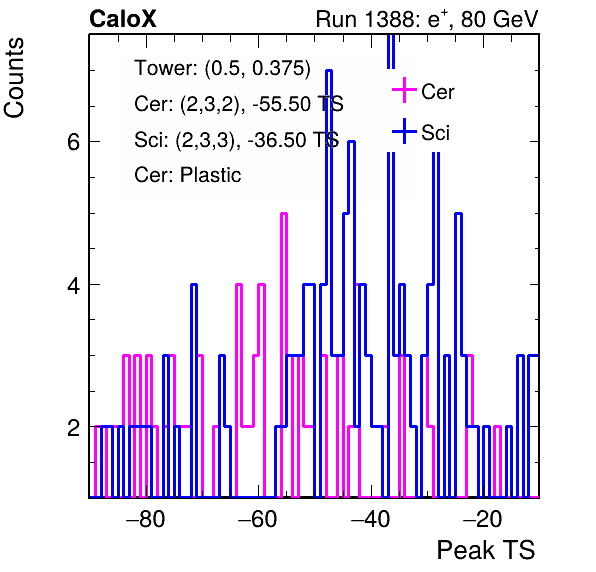 CaloX Run 1388: e⁺, 80 GeV
Counts
Tower: (0.5, 0.375)
Cer: (2,3,2), -55.50 TS
Sci: (2,3,3), -36.50 TS
Cer: Plastic
Cer
Sci
6
4
2
−80 −60 −40 −20
Peak TS